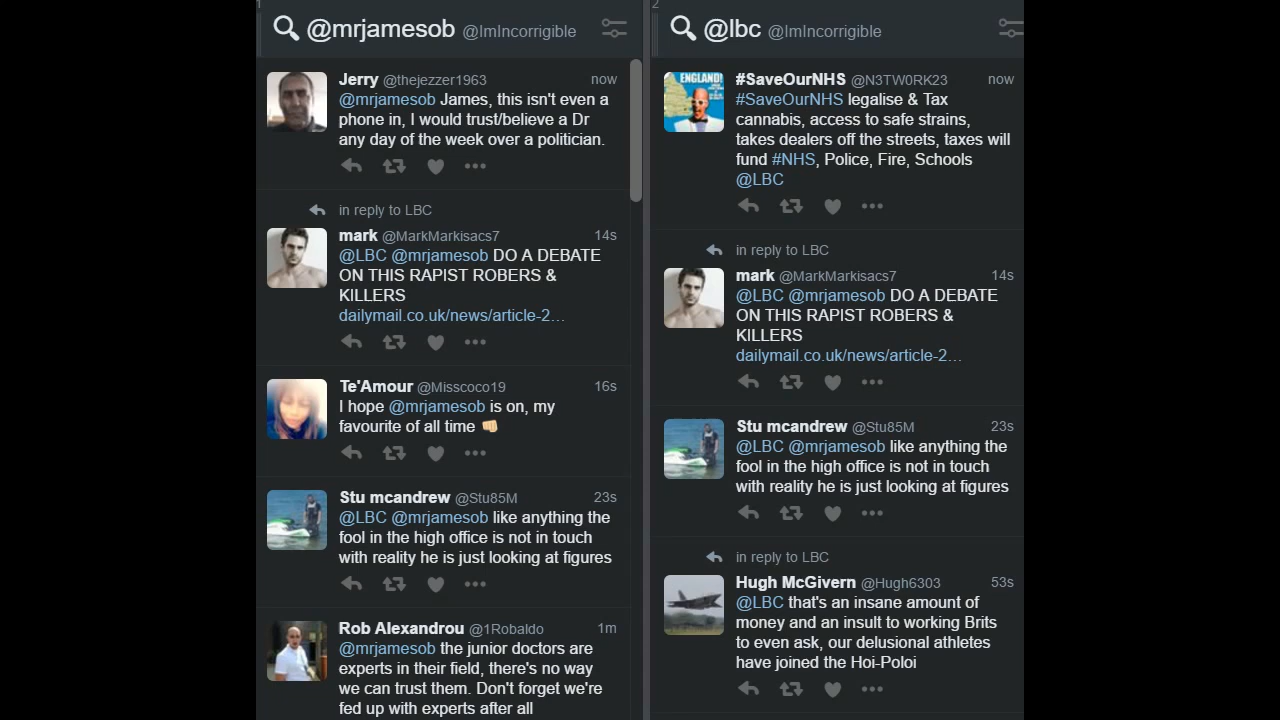 1
@mrjamesob @ImIncorrigible
Jerry @thejezzer1963 now
@mrjamesob James, this isn't even a
phone in, I would trust/believe a Dr
any day of the week over a politician.
in reply to LBC
mark @MarkMarkisacs7 14s
@LBC @mrjamesob DO A DEBATE
ON THIS RAPIST ROBERS &
KILLERS
dailymail.co.uk/news/article-2…
Te'Amour @Misscoco19 16s
I hope @mrjamesob is on, my
favourite of all time 👊🏼
Stu mcandrew @Stu85M 23s
@LBC @mrjamesob like anything the
fool in the high office is not in touch
with reality he is just looking at figures
Rob Alexandrou @1Robaldo 1m
@mrjamesob the junior doctors are
experts in their field, there's no way
we can trust them. Don't forget we're
fed up with experts after all
2
@lbc @ImIncorrigible
ENGLAND!
#SaveOurNHS @N3TW0RK23 now
#SaveOurNHS legalise & Tax
cannabis, access to safe strains,
takes dealers off the streets, taxes will
fund #NHS, Police, Fire, Schools
@LBC
in reply to LBC
mark @MarkMarkisacs7 14s
@LBC @mrjamesob DO A DEBATE
ON THIS RAPIST ROBERS &
KILLERS
dailymail.co.uk/news/article-2…
Stu mcandrew @Stu85M 23s
@LBC @mrjamesob like anything the
fool in the high office is not in touch
with reality he is just looking at figures
in reply to LBC
Hugh McGivern @Hugh6303 53s
@LBC that's an insane amount of
money and an insult to working Brits
to even ask, our delusional athletes
have joined the Hoi-Poloi